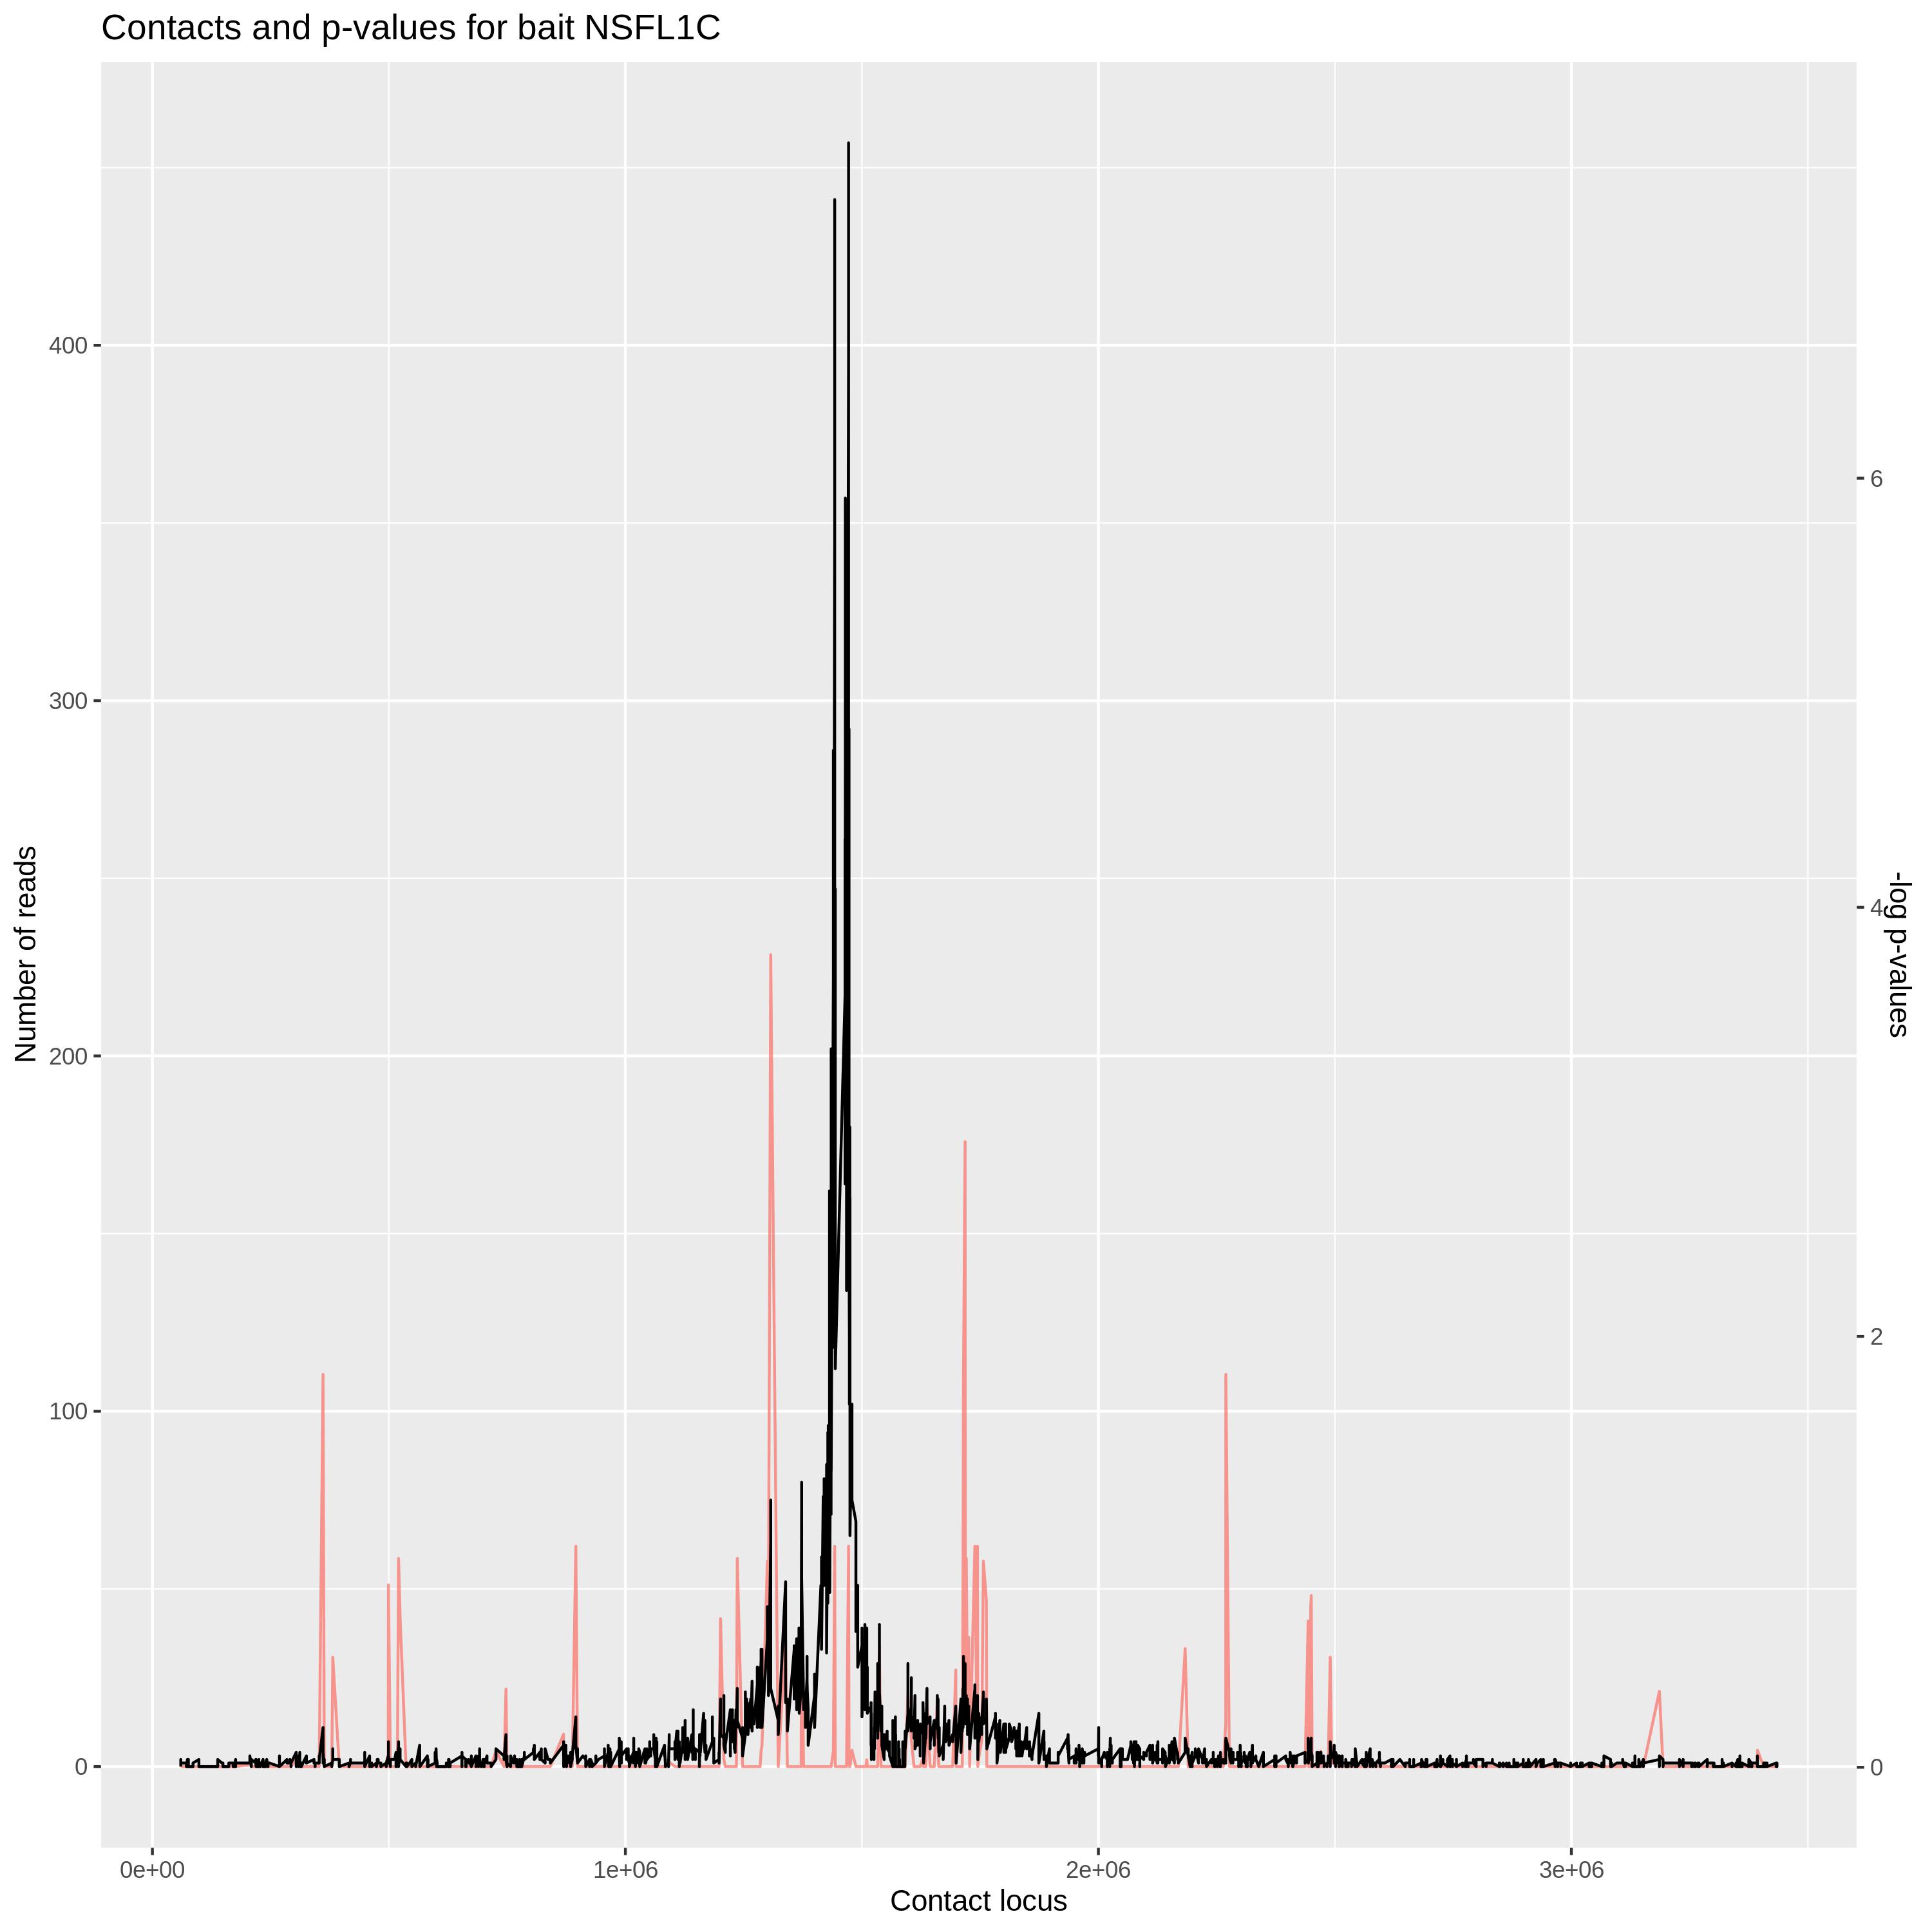 Contacts and p-values for bait NSFL1C
Number of reads
400
300
200
100
0
6
4
2
0
-log p-values
0e+00
1e+06
2e+06
3e+06
Contact locus